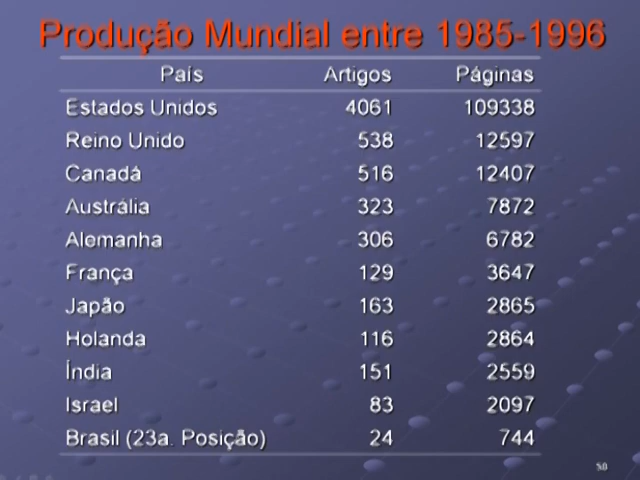 Produção Mundial entre 1985-1996
País Artigos Páginas
Estados Unidos 4061 109338
Reino Unido 538 12597
Canadá 516 12407
Austrália 323 7872
Alemanha 306 6782
França 129 3647
Japão 163 2865
Holanda 116 2864
Índia 151 2559
Israel 83 2097
Brasil (23a. Posição) 24 744